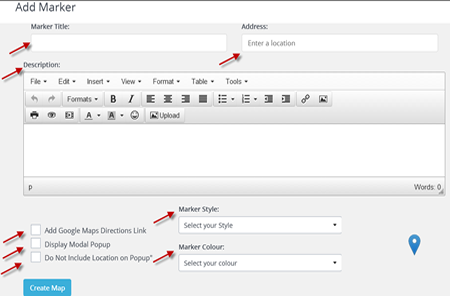 Add Marker
Marker Title: Address:
Enter a location
Description:
File Edit Insert View Format Table Tools
Formats B I
A A Upload
p Words: 0
Marker Style:
Add Google Maps Directions Link Select your Style
Display Modal Popup
Marker Colour:
Do Not Include Location on Popup"
Select your colour
Create Map